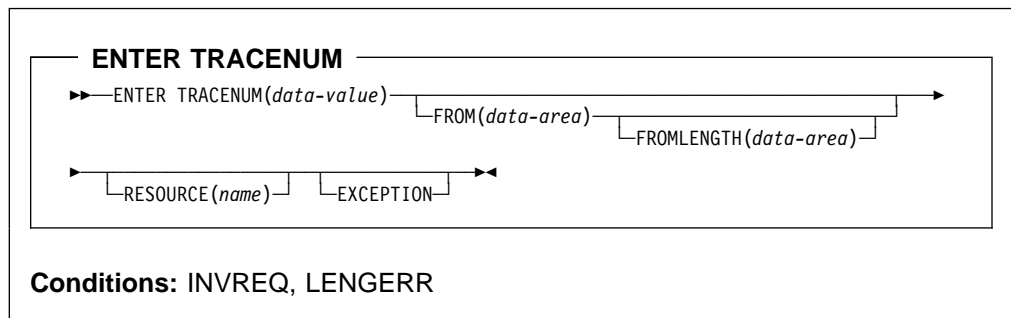 ENTER TRACENUM
ENTER TRACENUM(data-value)
FROM(data-area)
FROMLENGTH(data-area)
RESOURCE(name) EXCEPTION
Conditions: INVREQ, LENGERR